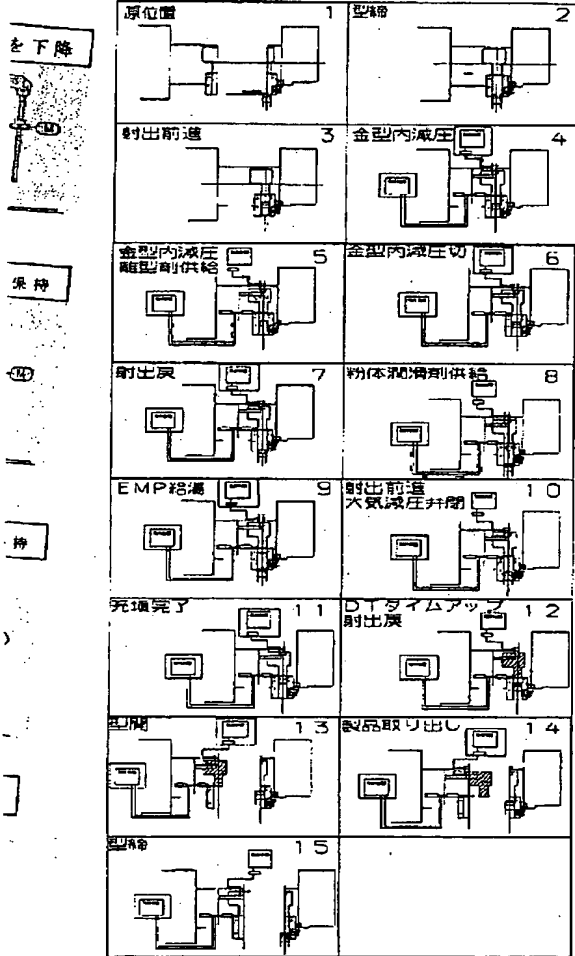 を下降
保持
持
原位置 1
型締 2
射出前進 3
金型内減圧 4
金型内減圧 5
離型剤供給
金型内減圧切 6
射出戻 7
粉体潤滑剤供給 8
EMP給湯 9
射出前進 10
大気減圧弁閉
充填完了 11
DTタイムアップ 12
射出戻
型開 13
製品取り出し 14
型締 15